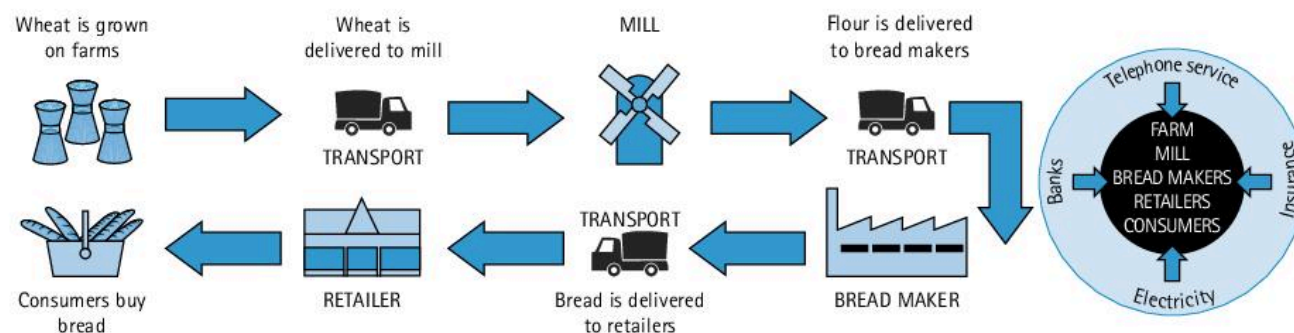 Wheat is grown
on farms
Wheat is
delivered to mill
TRANSPORT
MILL
Flour is delivered
to bread makers
TRANSPORT
BREAD MAKER
TRANSPORT
Bread is delivered
to retailers
RETAILER
Consumers buy
bread
Telephone service
Banks
Insurance
Electricity
FARM
MILL
BREAD MAKERS
RETAILERS
CONSUMERS